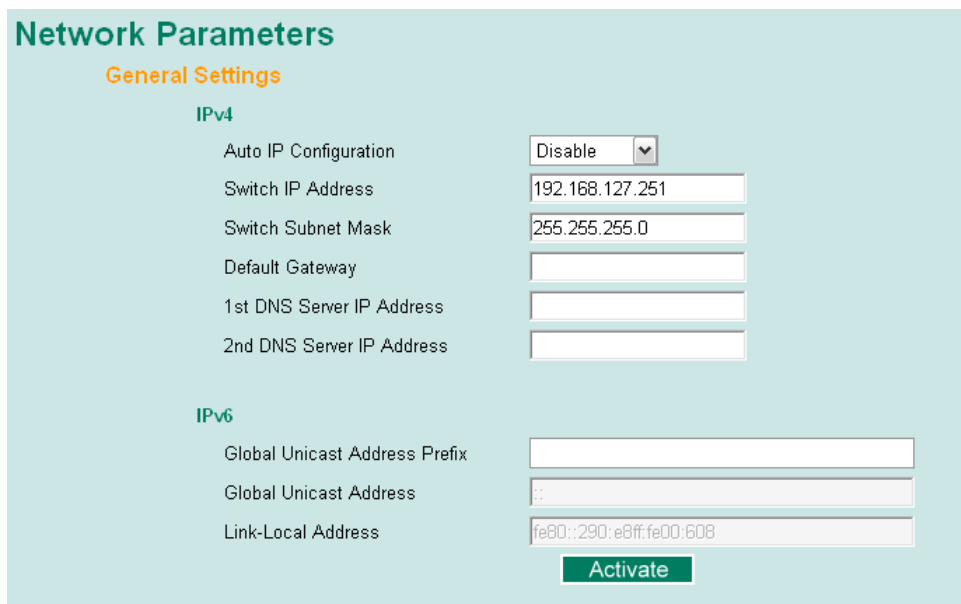 Network Parameters
General Settings
IPv4
Auto IP Configuration Disable
Switch IP Address 192.168.127.251
Switch Subnet Mask 255.255.255.0
Default Gateway
1st DNS Server IP Address
2nd DNS Server IP Address
IPv6
Global Unicast Address Prefix
Global Unicast Address ::
Link-Local Address fe80::290:e8ff:fe00:608
Activate